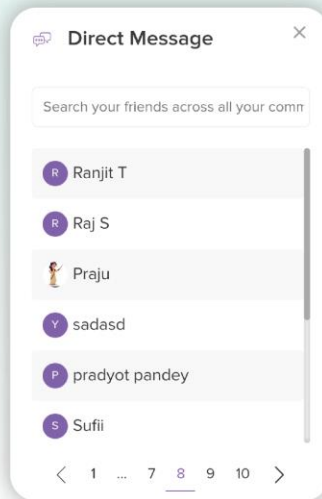 Direct Message
Search your friends across all your comm
R Ranjit T
R Raj S
Praju
Y sadasd
P pradyot pandey
S Sufii
1 ... 7 8 9 10